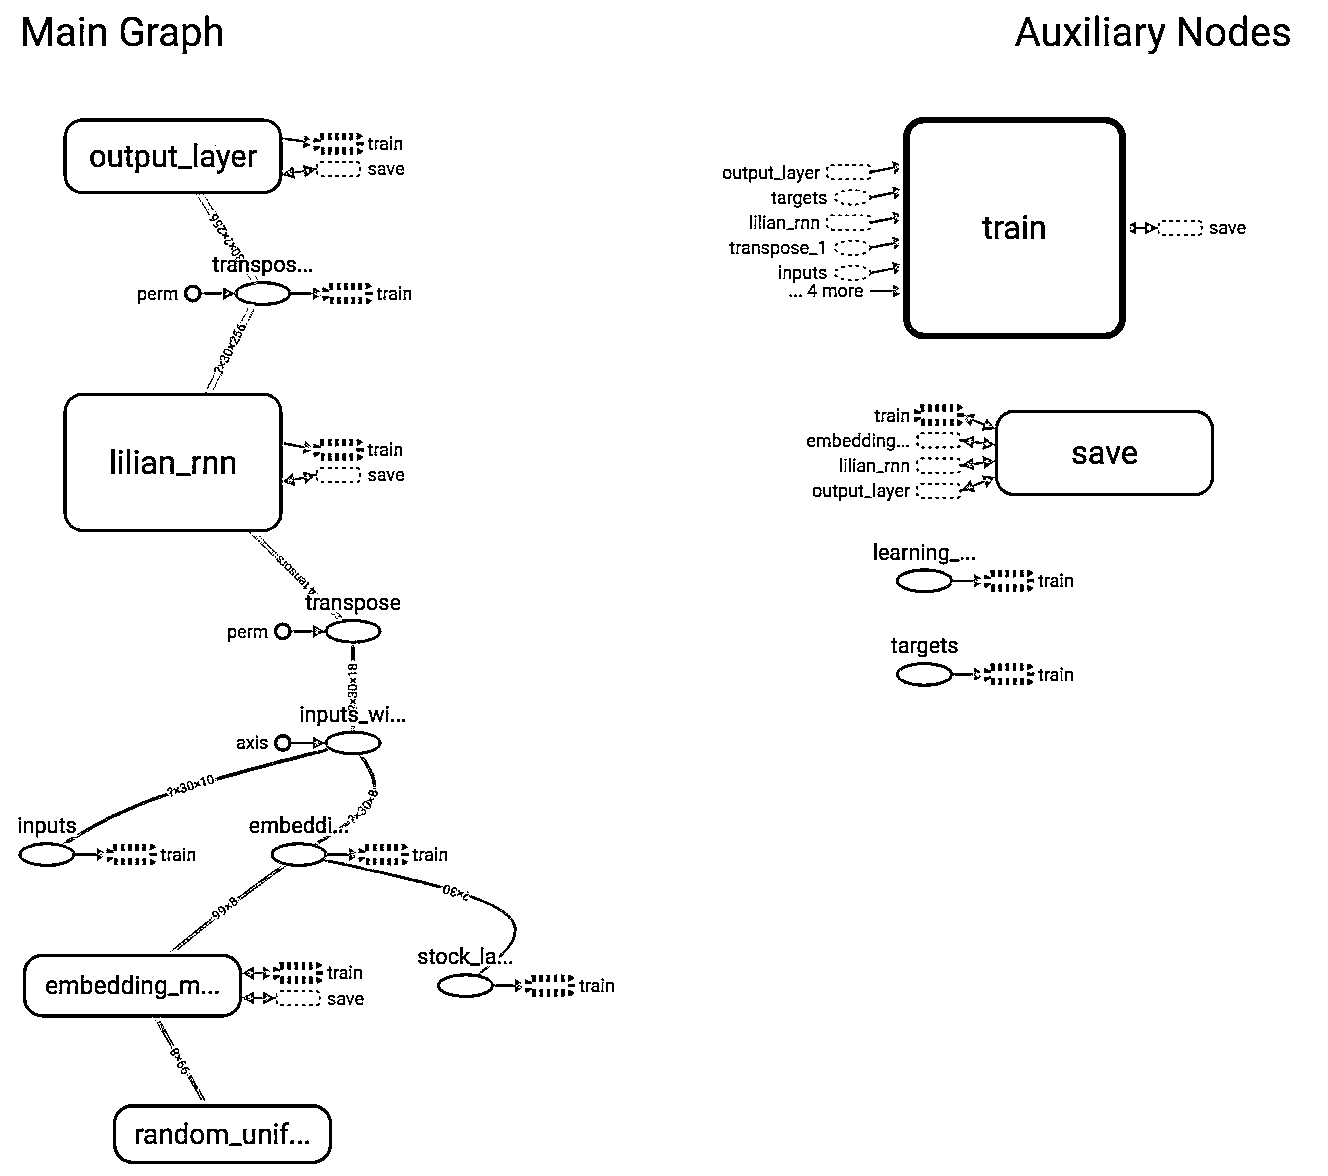 Main Graph
Auxiliary Nodes
output_layer
train
save
?×30×256
transpos...
perm
train
?×30×256
lilian_rnn
train
save
4 tensors
transpose
perm
?×30×18
inputs_wi...
axis
?×30×10
?×30×8
inputs
train
embeddi...
train
99×8
?×30
embedding_m...
train
save
stock_la...
train
99×8
random_unif...
output_layer
targets
lilian_rnn
transpose_1
inputs
... 4 more
train
save
train
embedding...
lilian_rnn
output_layer
save
learning_...
train
targets
train